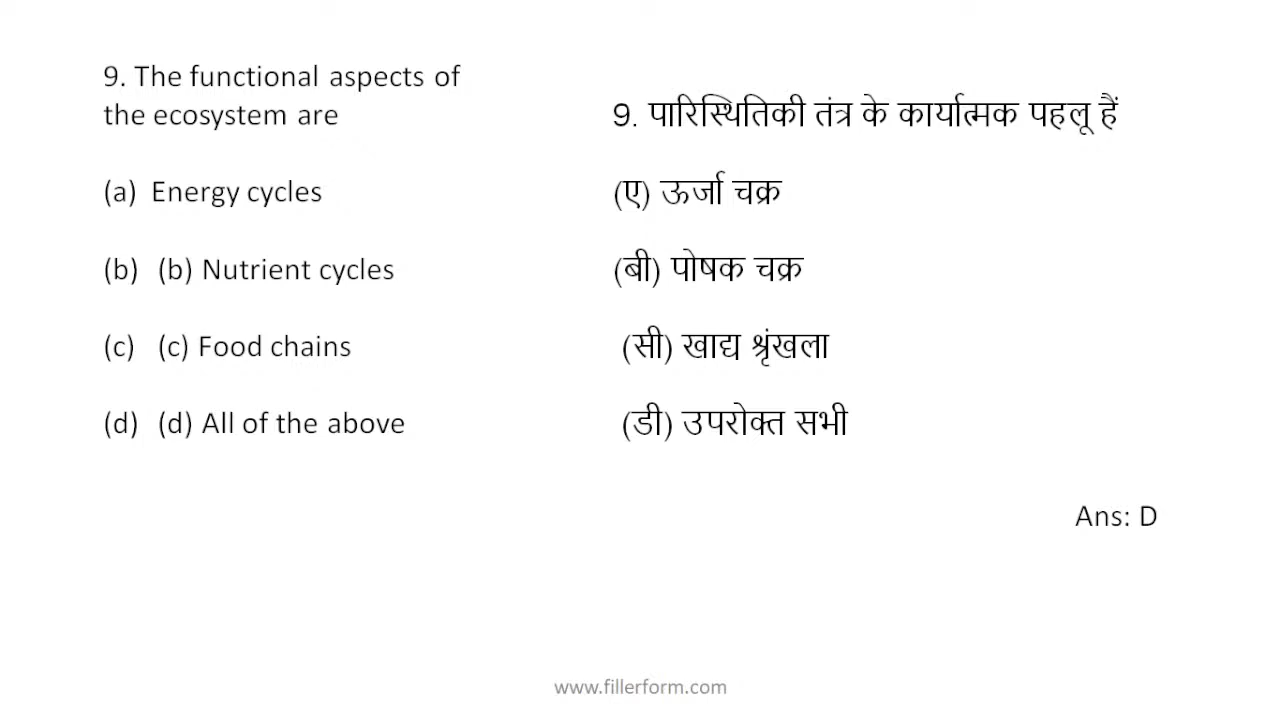 9. The functional aspects of
the ecosystem are
(a) Energy cycles
(b) (b) Nutrient cycles
(c) (c) Food chains
(d) (d) All of the above
9. पारिस्थितिकी तंत्र के कार्यात्मक पहलू हैं
(ए) ऊर्जा चक्र
(बी) पोषक चक्र
(सी) खाद्य श्रृंखला
(डी) उपरोक्त सभी
Ans: D
www.fillerform.com